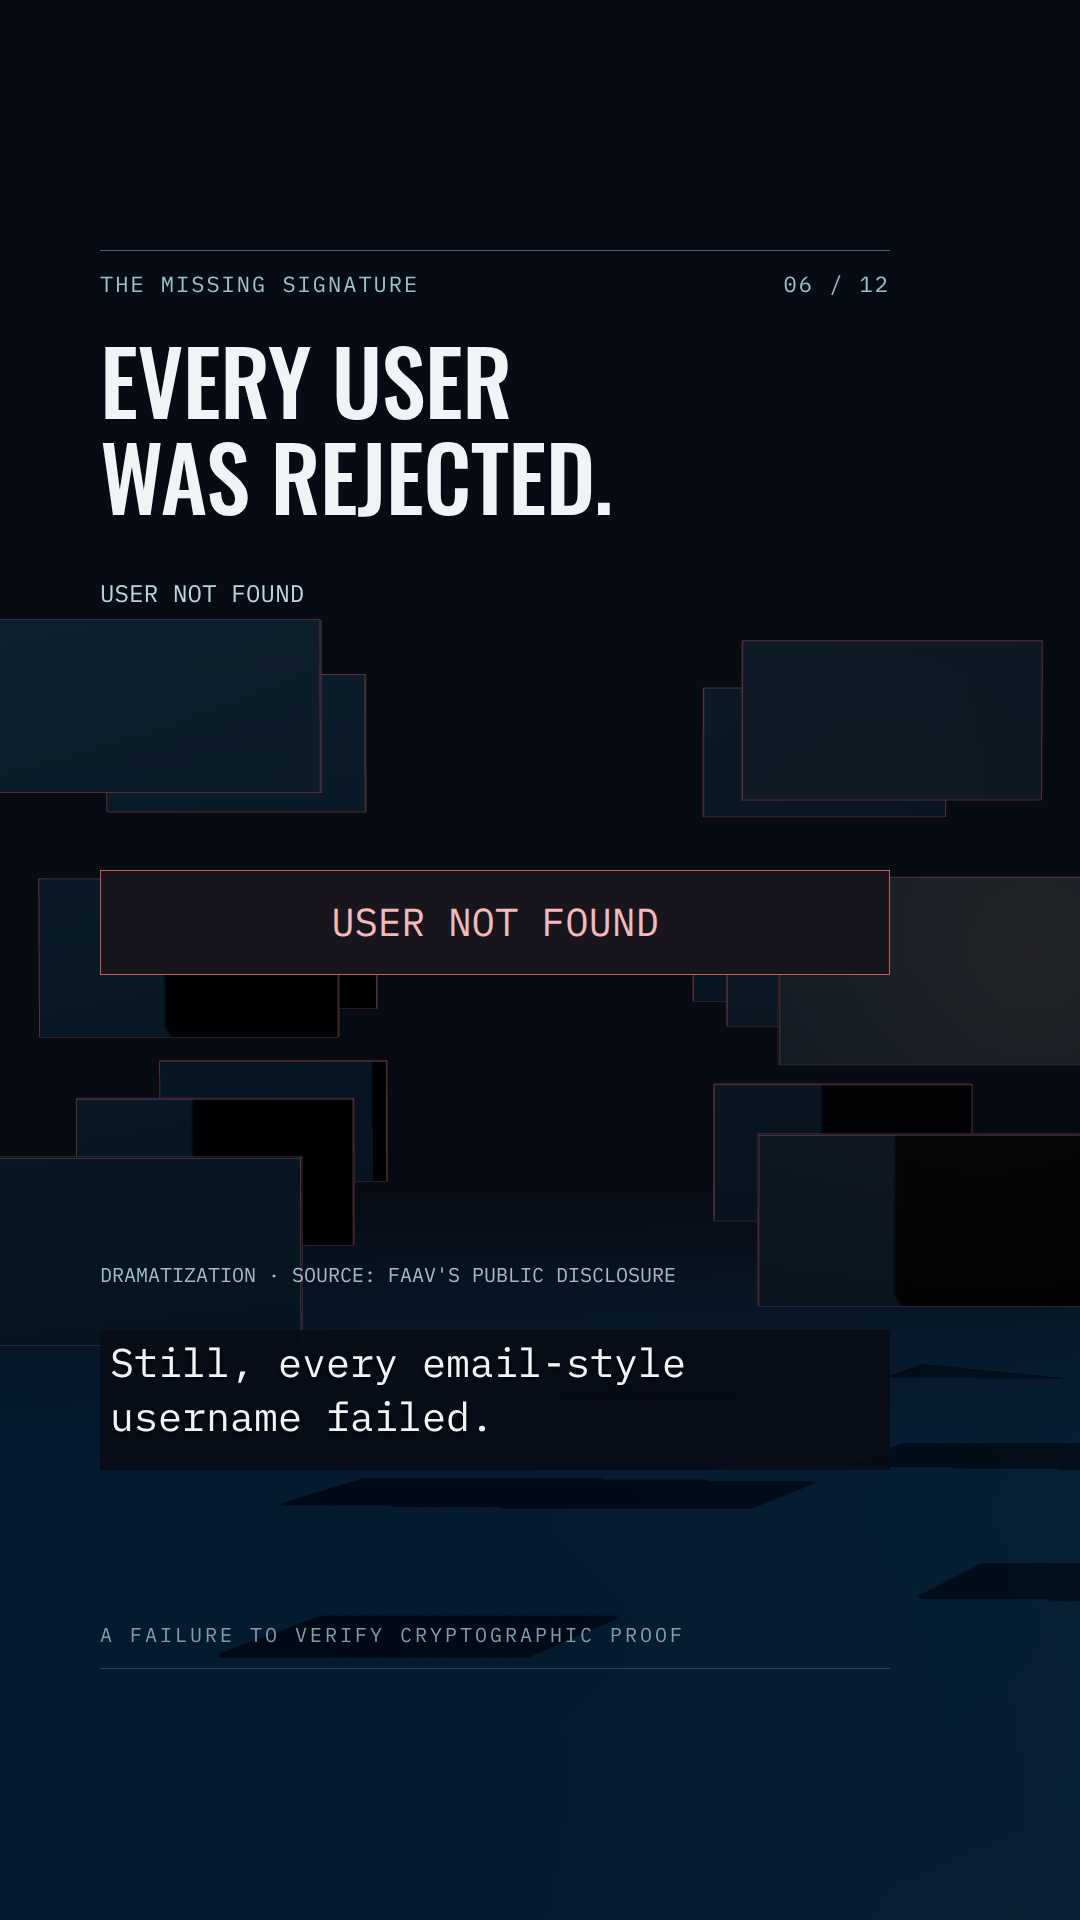 THE MISSING SIGNATURE 06 / 12
EVERY USER
WAS REJECTED.
USER NOT FOUND
USER NOT FOUND
DRAMATIZATION · SOURCE: FAAV'S PUBLIC DISCLOSURE
Still, every email-style
username failed.
A FAILURE TO VERIFY CRYPTOGRAPHIC PROOF